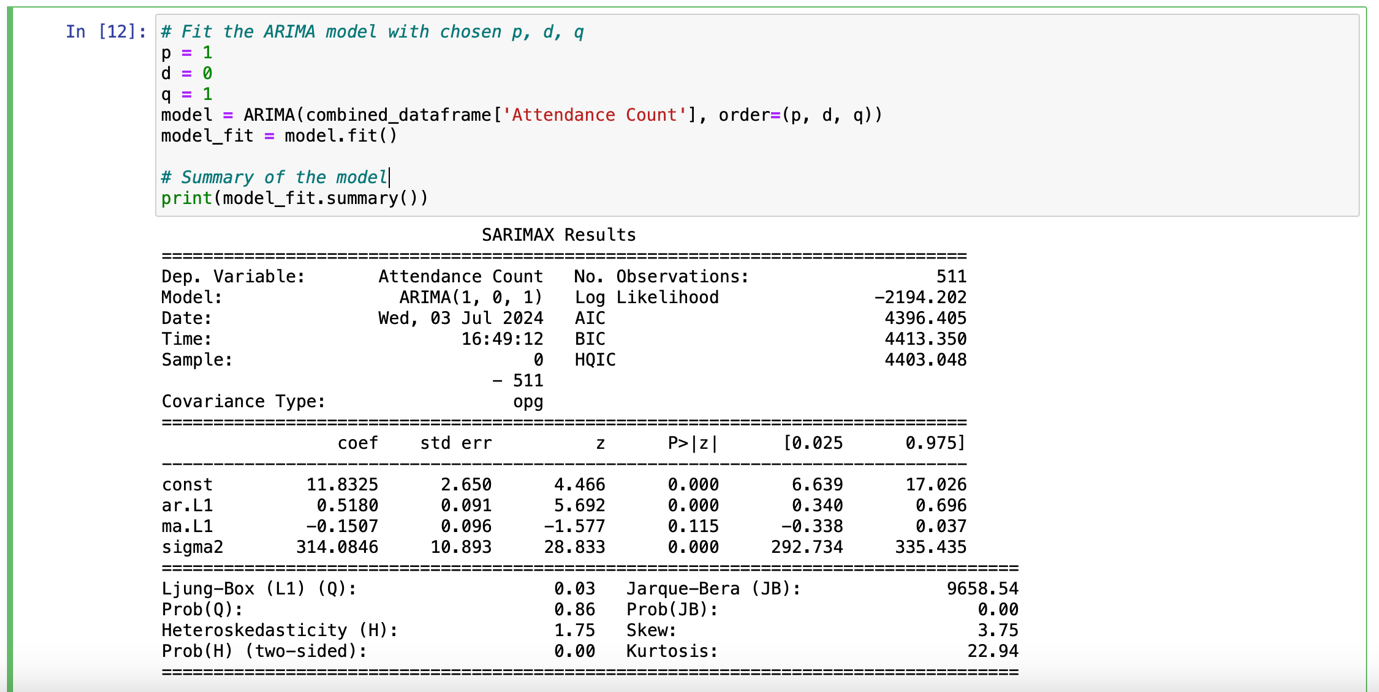 In [12]: # Fit the ARIMA model with chosen p, d, q
p = 1
d = 0
q = 1
model = ARIMA(combined_dataframe['Attendance Count'], order=(p, d, q))
model_fit = model.fit()

# Summary of the model
print(model_fit.summary())
                               SARIMAX Results
==============================================================================
Dep. Variable:       Attendance Count   No. Observations:                  511
Model:                 ARIMA(1, 0, 1)   Log Likelihood               -2194.202
Date:                Wed, 03 Jul 2024   AIC                           4396.405
Time:                        16:49:12   BIC                           4413.350
Sample:                             0   HQIC                          4403.048
                                - 511
Covariance Type:                  opg
==============================================================================
                 coef    std err          z      P>|z|      [0.025      0.975]
------------------------------------------------------------------------------
const         11.8325      2.650      4.466      0.000       6.639      17.026
ar.L1          0.5180      0.091      5.692      0.000       0.340       0.696
ma.L1         -0.1507      0.096     -1.577      0.115      -0.338       0.037
sigma2       314.0846     10.893     28.833      0.000     292.734     335.435
===================================================================================
Ljung-Box (L1) (Q):                   0.03   Jarque-Bera (JB):              9658.54
Prob(Q):                              0.86   Prob(JB):                         0.00
Heteroskedasticity (H):               1.75   Skew:                             3.75
Prob(H) (two-sided):                  0.00   Kurtosis:                        22.94
===================================================================================